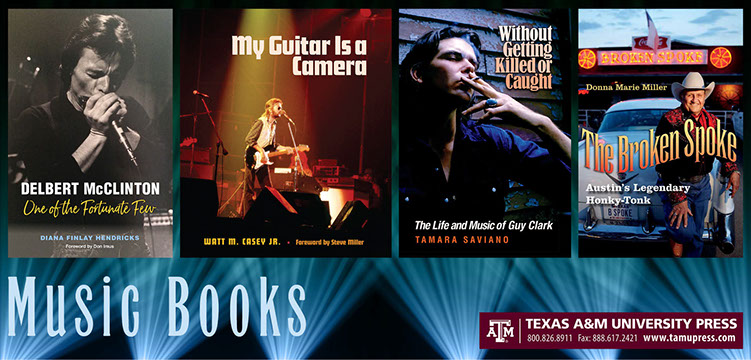 DELBERT McCLINTON
One of the Fortunate Few
DIANA FINLAY HENDRICKS
Foreword by Don Imus
My Guitar Is a
Camera
WATT M. CASEY JR. • Foreword by Steve Miller
Without
Getting
Killed or
Caught
The Life and Music of Guy Clark
TAMARA SAVIANO
BROKEN SPOKE
Donna Marie Miller
The Broken Spoke
Austin's Legendary
Honky-Tonk
B SPOKE
Music Books
ATM
TEXAS A&M UNIVERSITY PRESS
800.826.8911 Fax: 888.617.2421 www.tamupress.com